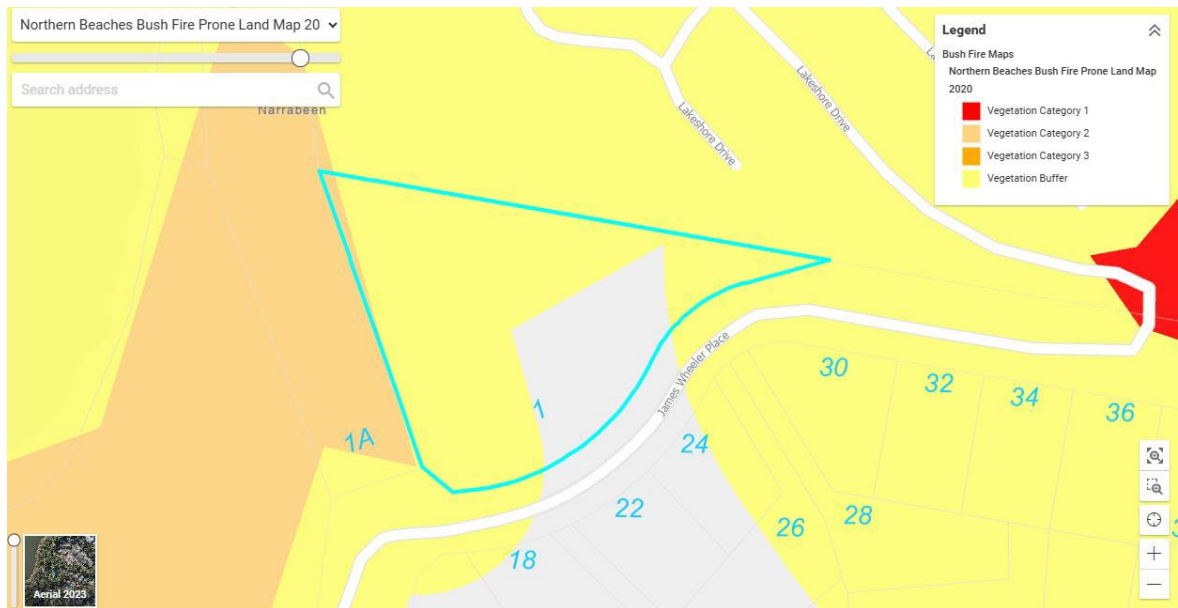 Northern Beaches Bush Fire Prone Land Map 20
Search address
Narrabeen
Legend
Bush Fire Maps
Northern Beaches Bush Fire Prone Land Map
2020
Vegetation Category 1
Vegetation Category 2
Vegetation Category 3
Vegetation Buffer
Lakeshore Drive
Lakeshore Drive
James Wheeler Place
30
32
34
36
1
1A
24
22
26
28
18
Aerial 2023